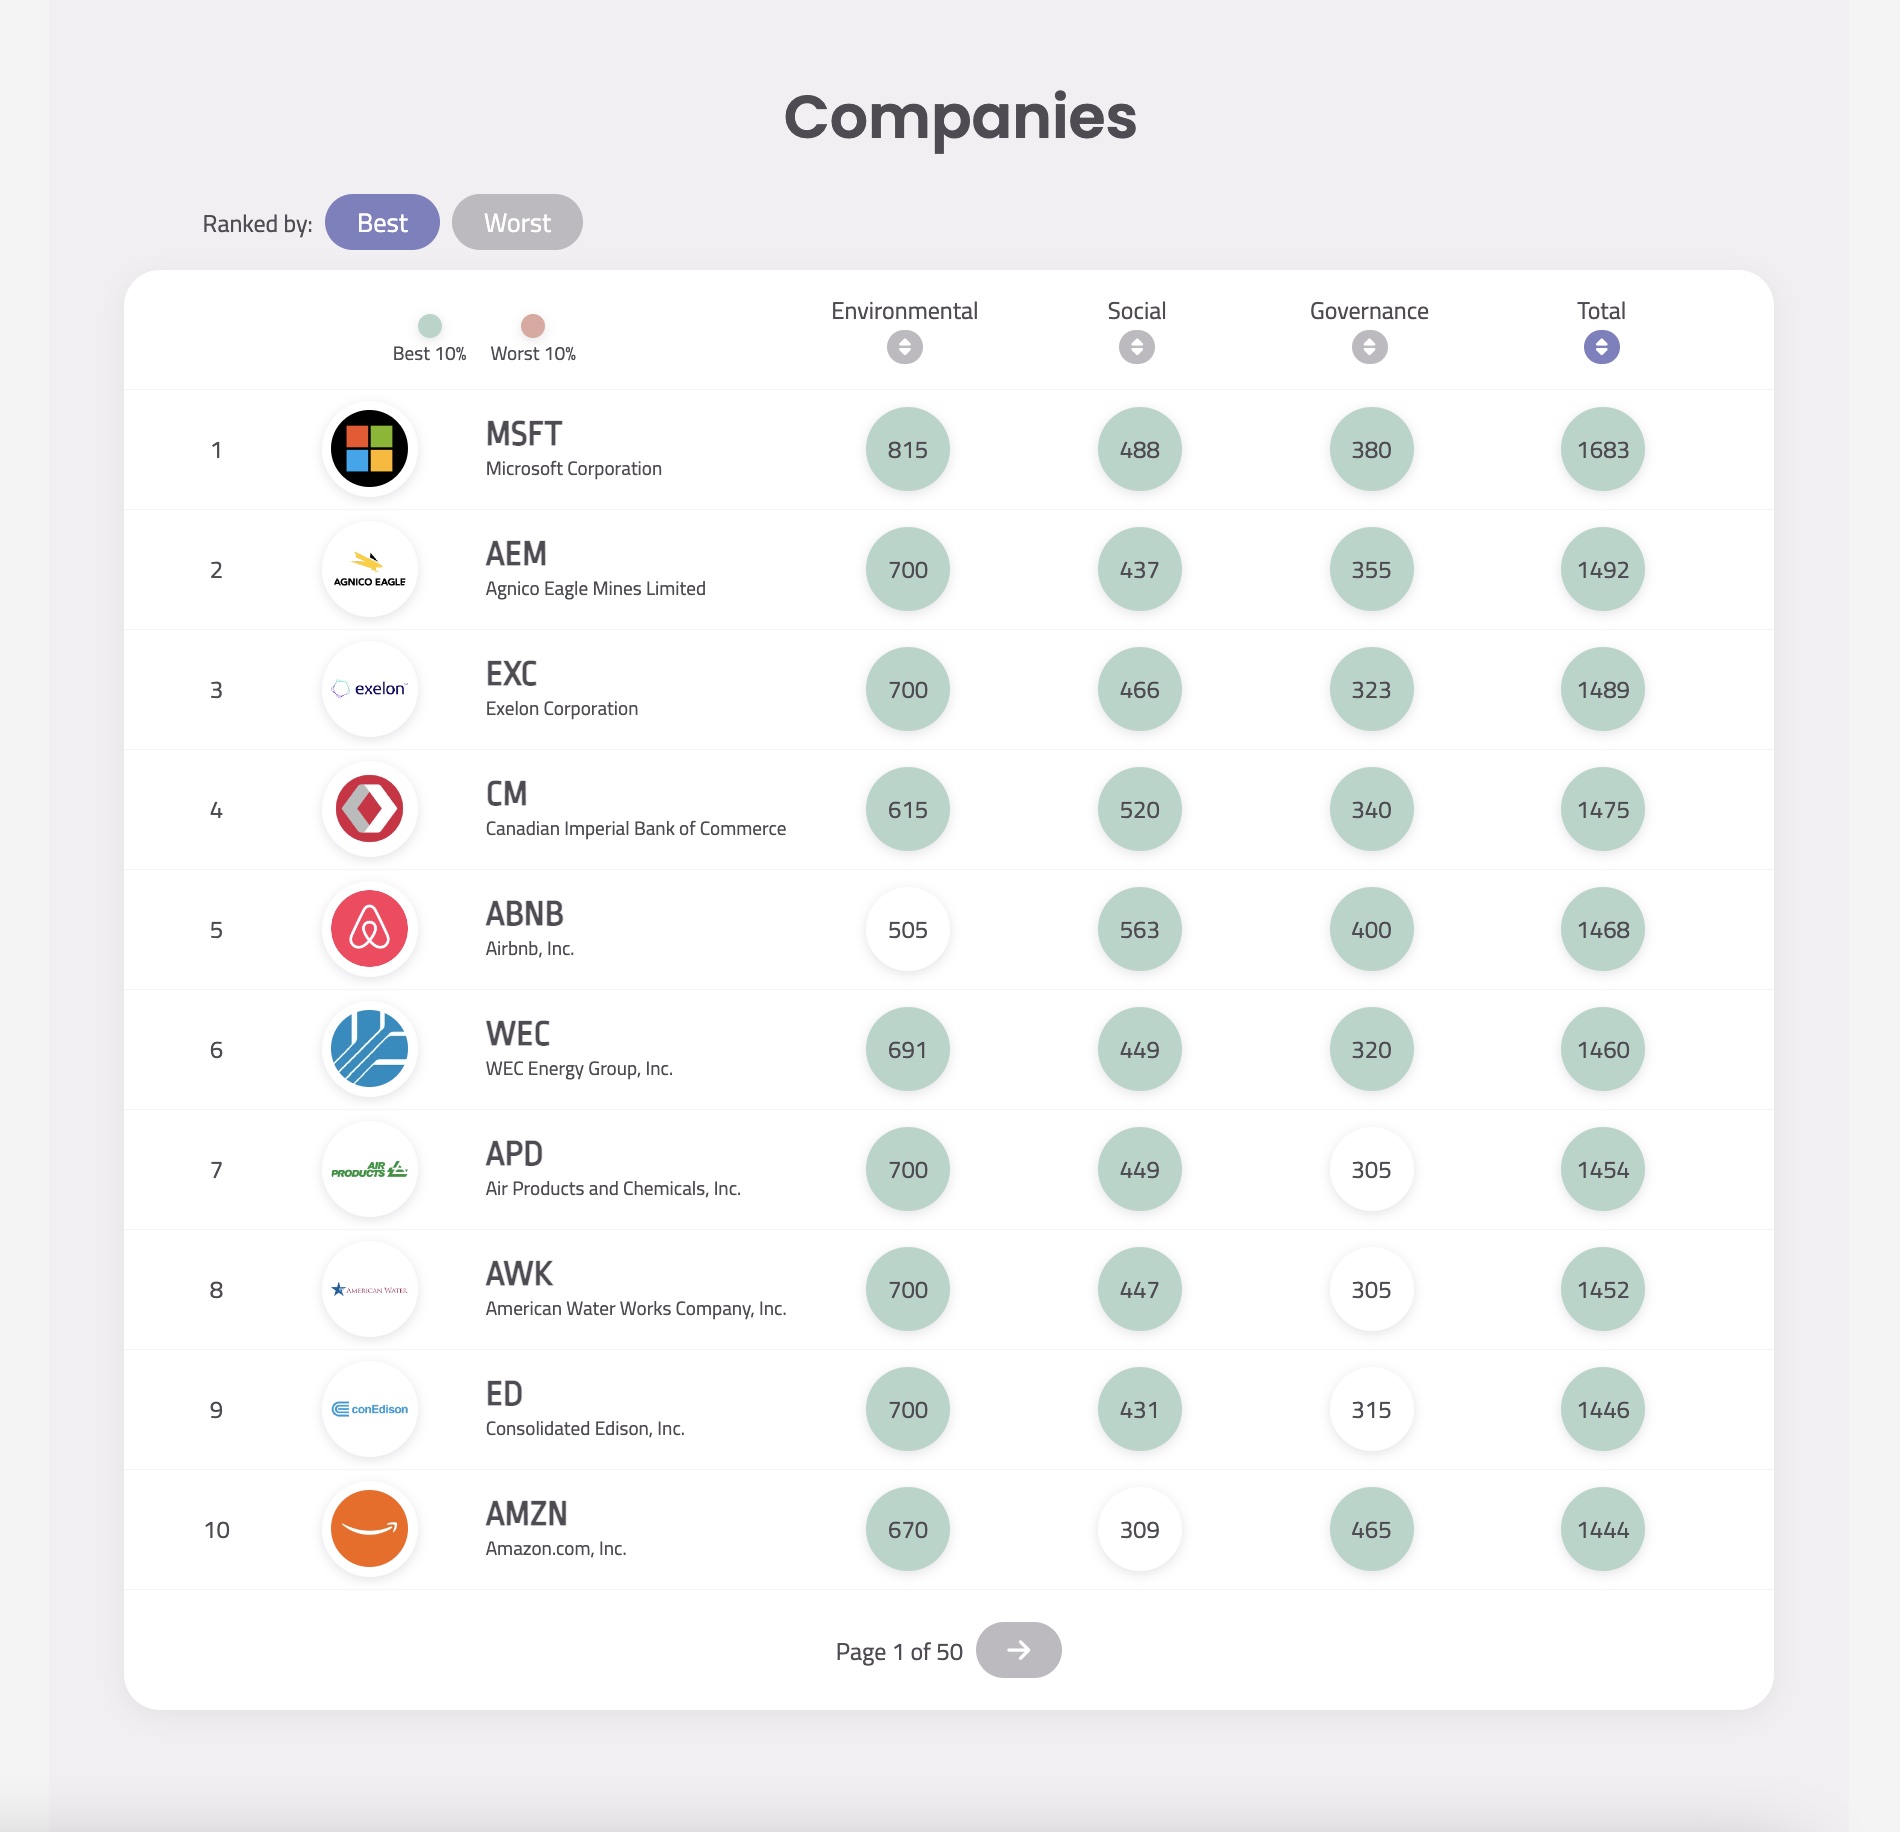 Companies
Ranked by: Best Worst
Best 10% Worst 10% Environmental Social Governance Total
1 MSFT 815 488 380 1683
Microsoft Corporation
2 AGNICO EAGLE AEM 700 437 355 1492
Agnico Eagle Mines Limited
3 exelon EXC 700 466 323 1489
Exelon Corporation
4 CM 615 520 340 1475
Canadian Imperial Bank of Commerce
5 ABNB 505 563 400 1468
Airbnb, Inc.
6 WEC 691 449 320 1460
WEC Energy Group, Inc.
7 AIR PRODUCTS APD 700 449 305 1454
Air Products and Chemicals, Inc.
8 AMERICAN WATER AWK 700 447 305 1452
American Water Works Company, Inc.
9 conEdison ED 700 431 315 1446
Consolidated Edison, Inc.
10 AMZN 670 309 465 1444
Amazon.com, Inc.
Page 1 of 50